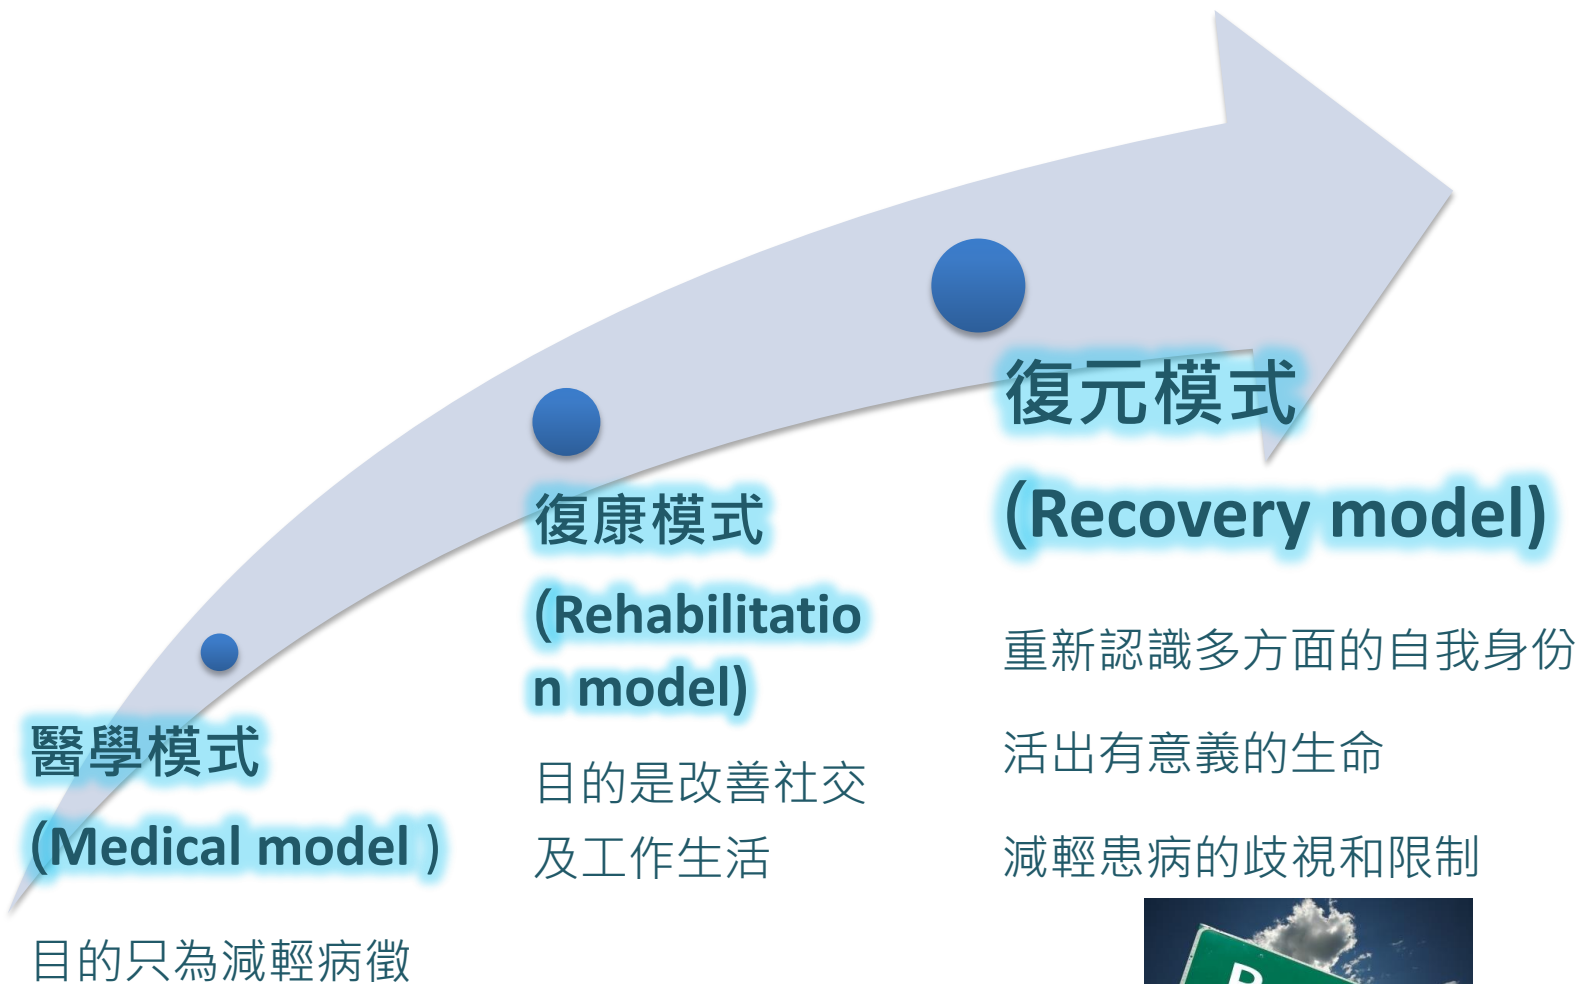 醫學模式
(Medical model )
目的只為減輕病徵
復康模式
(Rehabilitatio
n model)
目的是改善社交
及工作生活
復元模式
(Recovery model)
重新認識多方面的自我身份
活出有意義的生命
減輕患病的歧視和限制